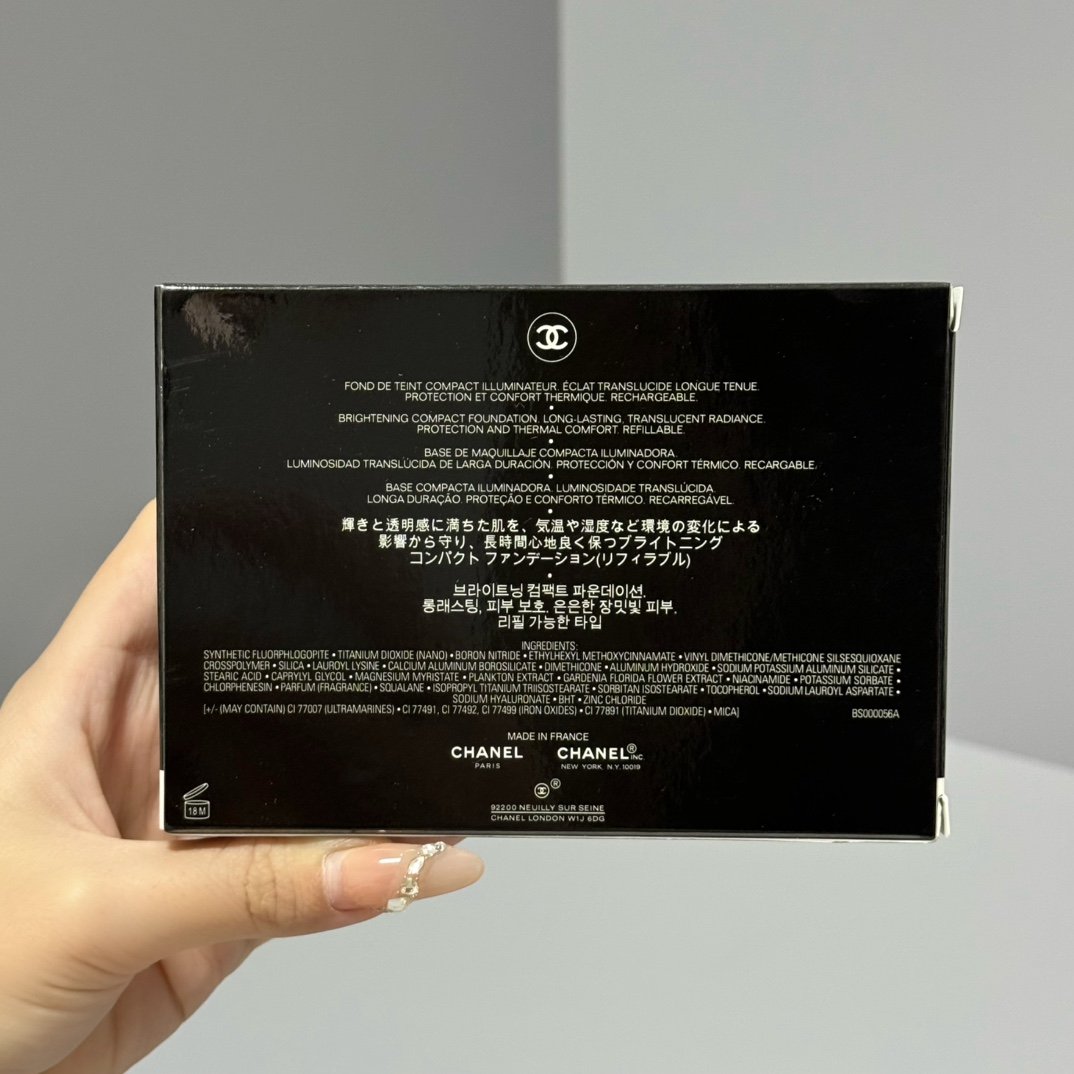 FOND DE TEINT COMPACT ILLUMINATEUR. ÉCLAT TRANSLUCIDE LONGUE TENUE.
PROTECTION ET CONFORT THERMIQUE. RECHARGEABLE.
•
BRIGHTENING COMPACT FOUNDATION. LONG-LASTING. TRANSLUCENT RADIANCE.
PROTECTION AND THERMAL COMFORT. REFILLABLE.
•
BASE DE MAQUILLAJE COMPACTA ILUMINADORA.
LUMINOSIDAD TRANSLÚCIDA DE LARGA DURACIÓN. PROTECCIÓN Y CONFORT TÉRMICO. RECARGABLE.
•
BASE COMPACTA ILUMINADORA. LUMINOSIDADE TRANSLÚCIDA.
LONGA DURAÇÃO. PROTEÇÃO E CONFORTO TÉRMICO. RECARREGÁVEL
•
輝きと透明感に満ちた肌を、気温や湿度など環境の変化による
影響から守り、長時間心地良く保つブライトニング
コンパクト ファンデーション(リフィラブル)
•
브라이트닝 컴팩트 파운데이션.
롱래스팅, 피부 보호. 은은한 장밋빛 피부.
리필 가능한 타입
INGREDIENTS:
SYNTHETIC FLUORPHLOGOPITE • TITANIUM DIOXIDE (NANO) • BORON NITRIDE • ETHYLHEXYL METHOXYCINNAMATE • VINYL DIMETHICONE/METHICONE SILSESQUIOXANE
CROSSPOLYMER • SILICA • LAUROYL LYSINE • CALCIUM ALUMINUM BOROSILICATE • DIMETHICONE • ALUMINUM HYDROXIDE • SODIUM POTASSIUM ALUMINUM SILICATE •
STEARIC ACID • CAPRYLYL GLYCOL • MAGNESIUM MYRISTATE • PLANKTON EXTRACT • GARDENIA FLORIDA FLOWER EXTRACT • NIACINAMIDE • POTASSIUM SORBATE •
CHLORPHENESIN • PARFUM (FRAGRANCE) • SQUALANE • ISOPROPYL TITANIUM TRIISOSTEARATE • SORBITAN ISOSTEARATE • TOCOPHEROL • SODIUM LAUROYL ASPARTATE •
SODIUM HYALURONATE • BHT • ZINC CHLORIDE
[+/- (MAY CONTAIN) CI 77007 (ULTRAMARINES) • CI 77491, CI 77492, CI 77499 (IRON OXIDES) • CI 77891 (TITANIUM DIOXIDE) • MICA] BS000056A
MADE IN FRANCE
CHANEL CHANEL® INC.
PARIS NEW YORK, N.Y. 10019
®
18 M
92200 NEUILLY SUR SEINE
CHANEL LONDON W1J 6DG